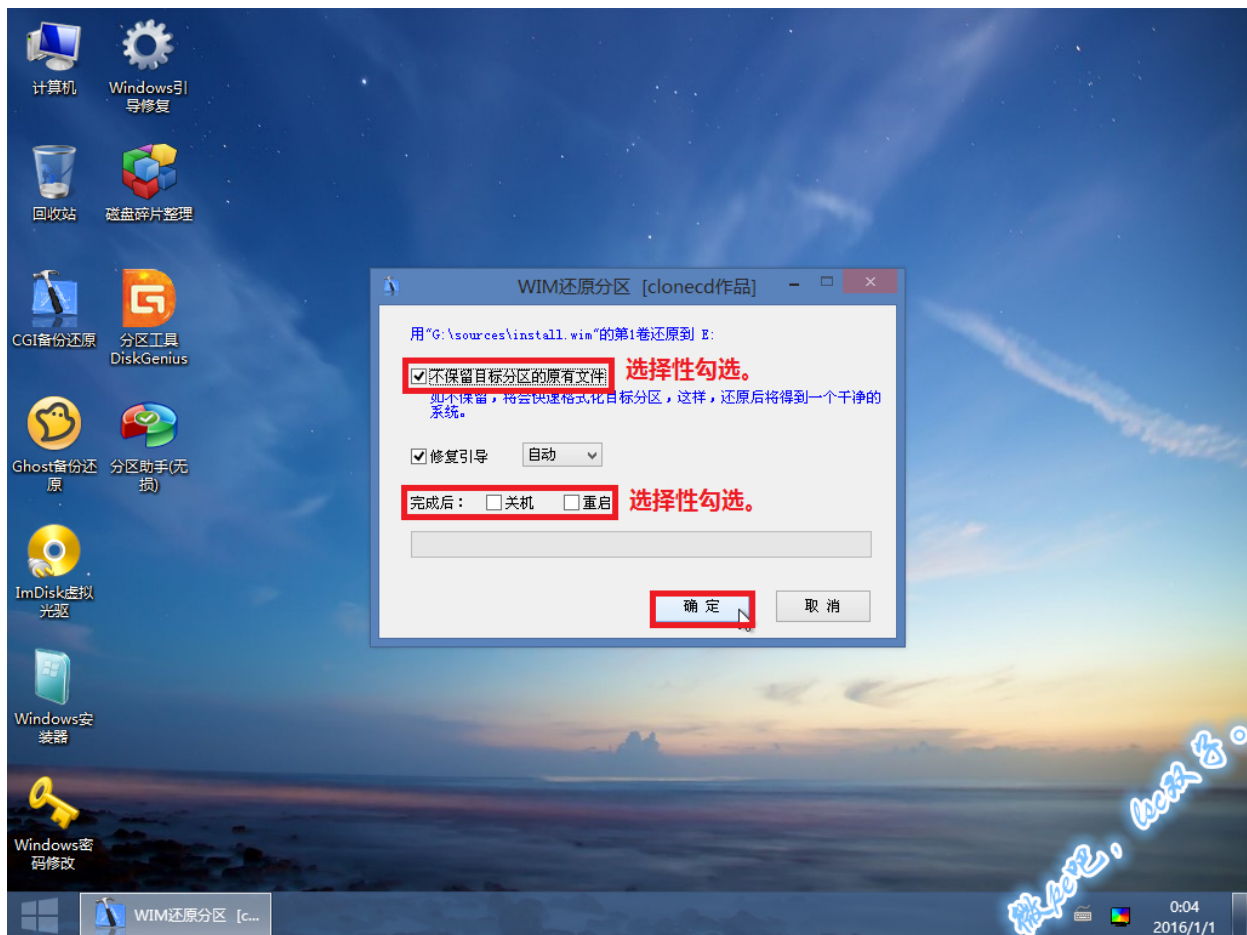 计算机
Windows引
导修复
回收站
磁盘碎片整理
CGI备份还原
分区工具
DiskGenius
Ghost备份还
原
分区助手(无
损)
ImDisk虚拟
光驱
Windows安
装器
Windows密
码修改
WIM还原分区 [clonecd作品]
用"G:\sources\install.wim"的第1卷还原到 E:
不保留目标分区的原有文件
选择性勾选。
如不保留，将会快速格式化目标分区，这样，还原后将得到一个干净的
系统。
修复引导
自动
完成后：
关机
重启
选择性勾选。
确定
取消
微pe吧，lsc敬告。
WIM还原分区 [c...
0:04
2016/1/1